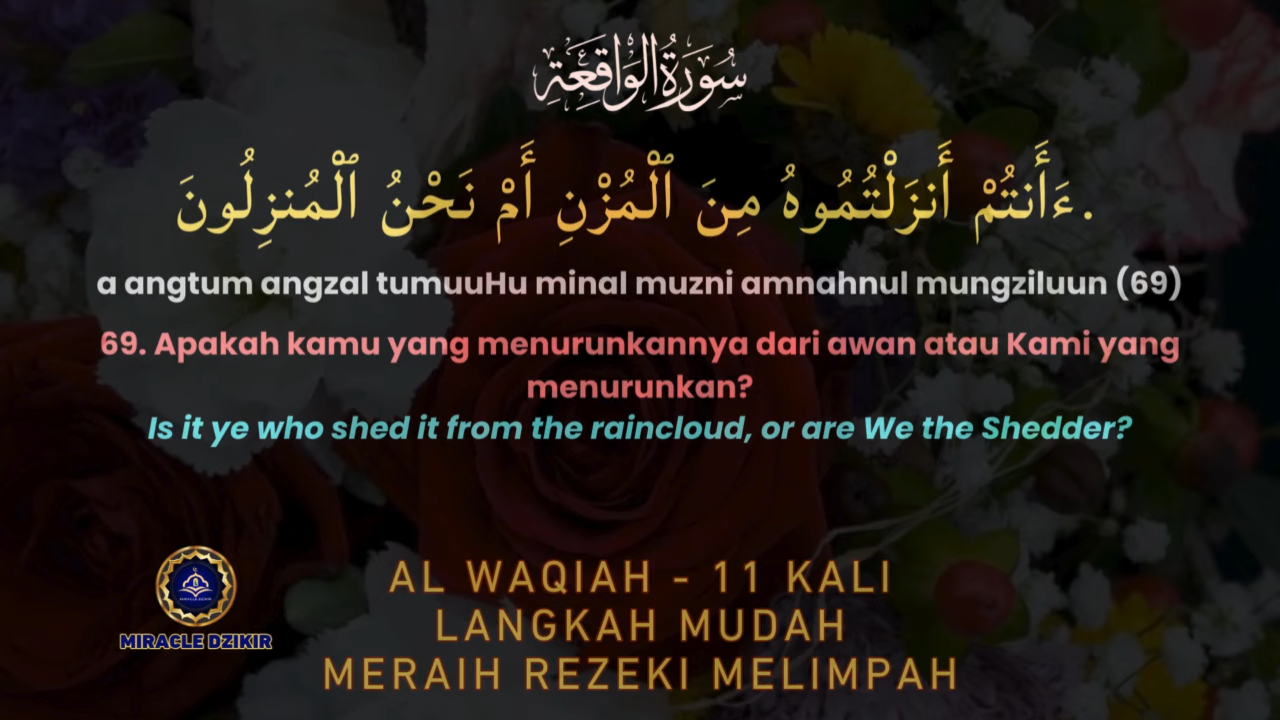 سُورَةُ الْوَاقِعَةِ
ءَأَنتُمْ أَنزَلْتُمُوهُ مِنَ ٱلْمُزْنِ أَمْ نَحْنُ ٱلْمُنزِلُونَ.
a angtum angzal tumuuHu minal muzni amnahnul mungziluun (69)
69. Apakah kamu yang menurunkannya dari awan atau Kami yang
menurunkan?
Is it ye who shed it from the raincloud, or are We the Shedder?
AL WAQIAH - 11 KALI
LANGKAH MUDAH
MERAIH REZEKI MELIMPAH
MIRACLE DZIKIR